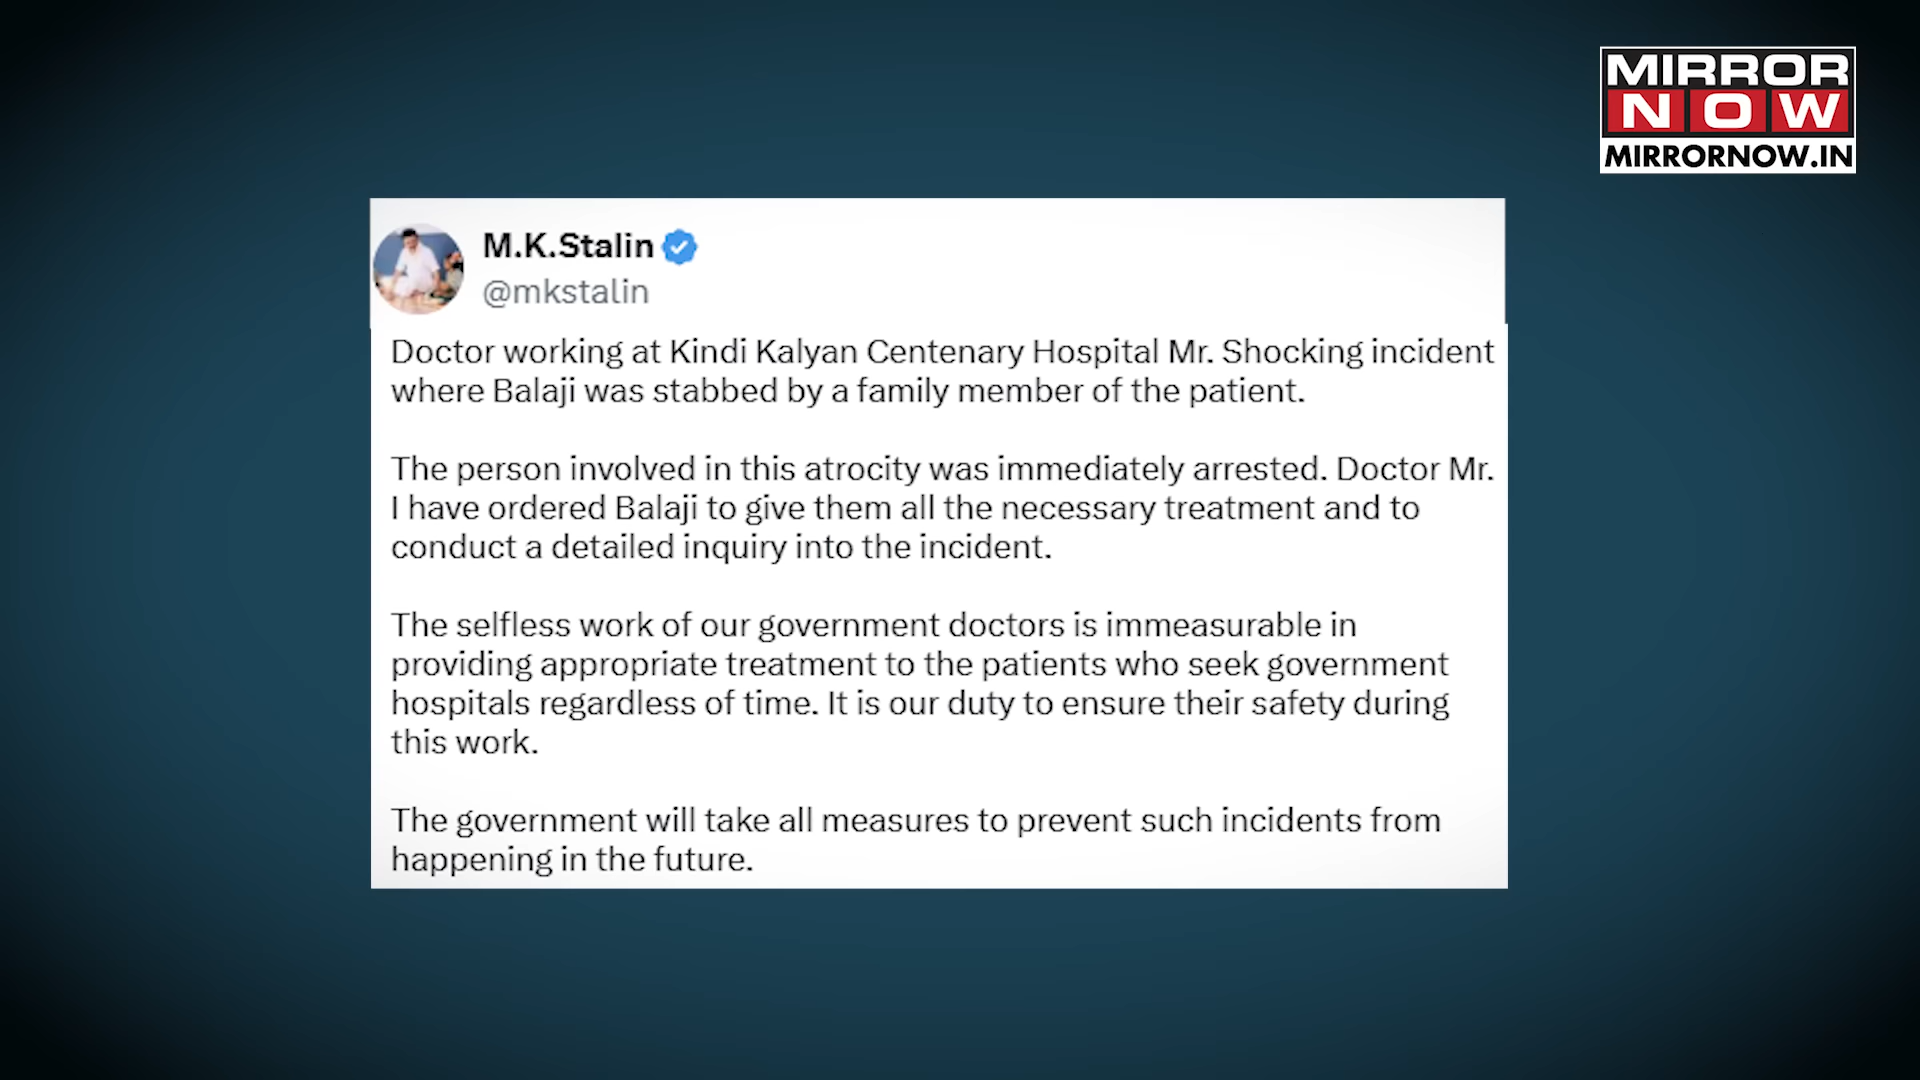 MIRROR
NOW
MIRRORNOW.IN
M.K.Stalin
@mkstalin
Doctor working at Kindi Kalyan Centenary Hospital Mr. Shocking incident
where Balaji was stabbed by a family member of the patient.
The person involved in this atrocity was immediately arrested. Doctor Mr.
I have ordered Balaji to give them all the necessary treatment and to
conduct a detailed inquiry into the incident.
The selfless work of our government doctors is immeasurable in
providing appropriate treatment to the patients who seek government
hospitals regardless of time. It is our duty to ensure their safety during
this work.
The government will take all measures to prevent such incidents from
happening in the future.